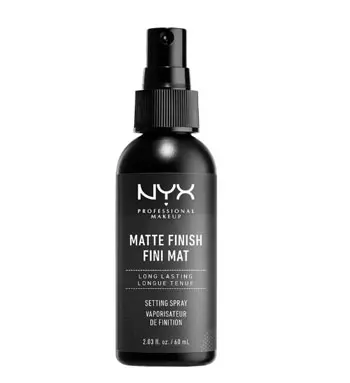 NYX
PROFESSIONAL
MAKEUP
MATTE FINISH
FINI MAT
LONG LASTING
LONGUE TENUE
SETTING SPRAY
VAPORISATEUR
DE FINITION
2.03 fl. oz. / 60 mL